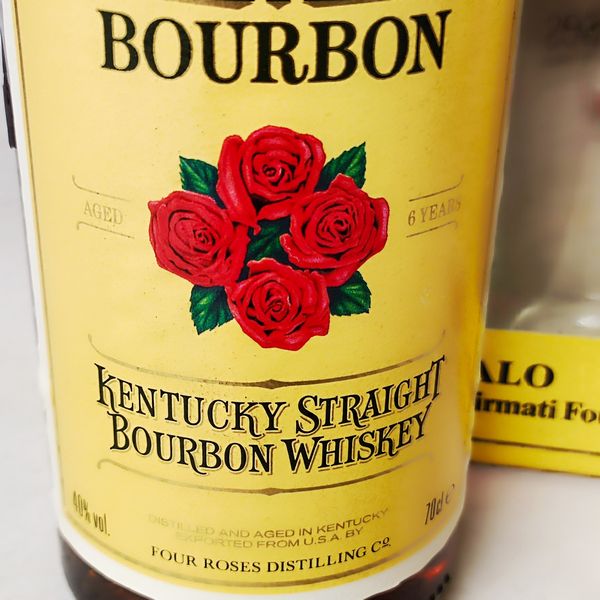 BOURBON
AGED
6 YEARS
KENTUCKY STRAIGHT
BOURBON WHISKEY
40% vol.
70cl e
DISTILLED AND AGED IN KENTUCKY
EXPORTED FROM U.S.A. BY
FOUR ROSES DISTILLING Co.
ALO
irmati Fo